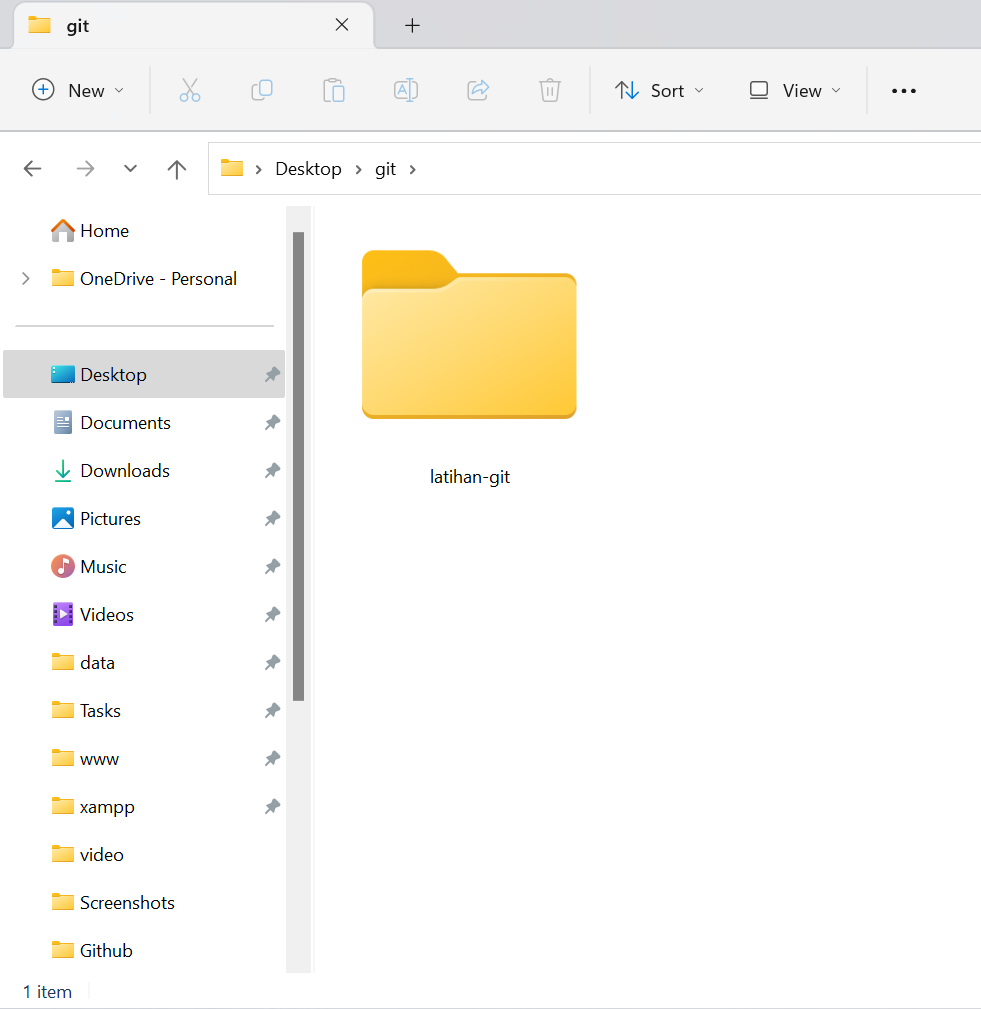 git
New
Sort
View
Desktop
git
Home
OneDrive - Personal
Desktop
Documents
Downloads
Pictures
Music
Videos
data
Tasks
www
xampp
video
Screenshots
Github
latihan-git
1 item